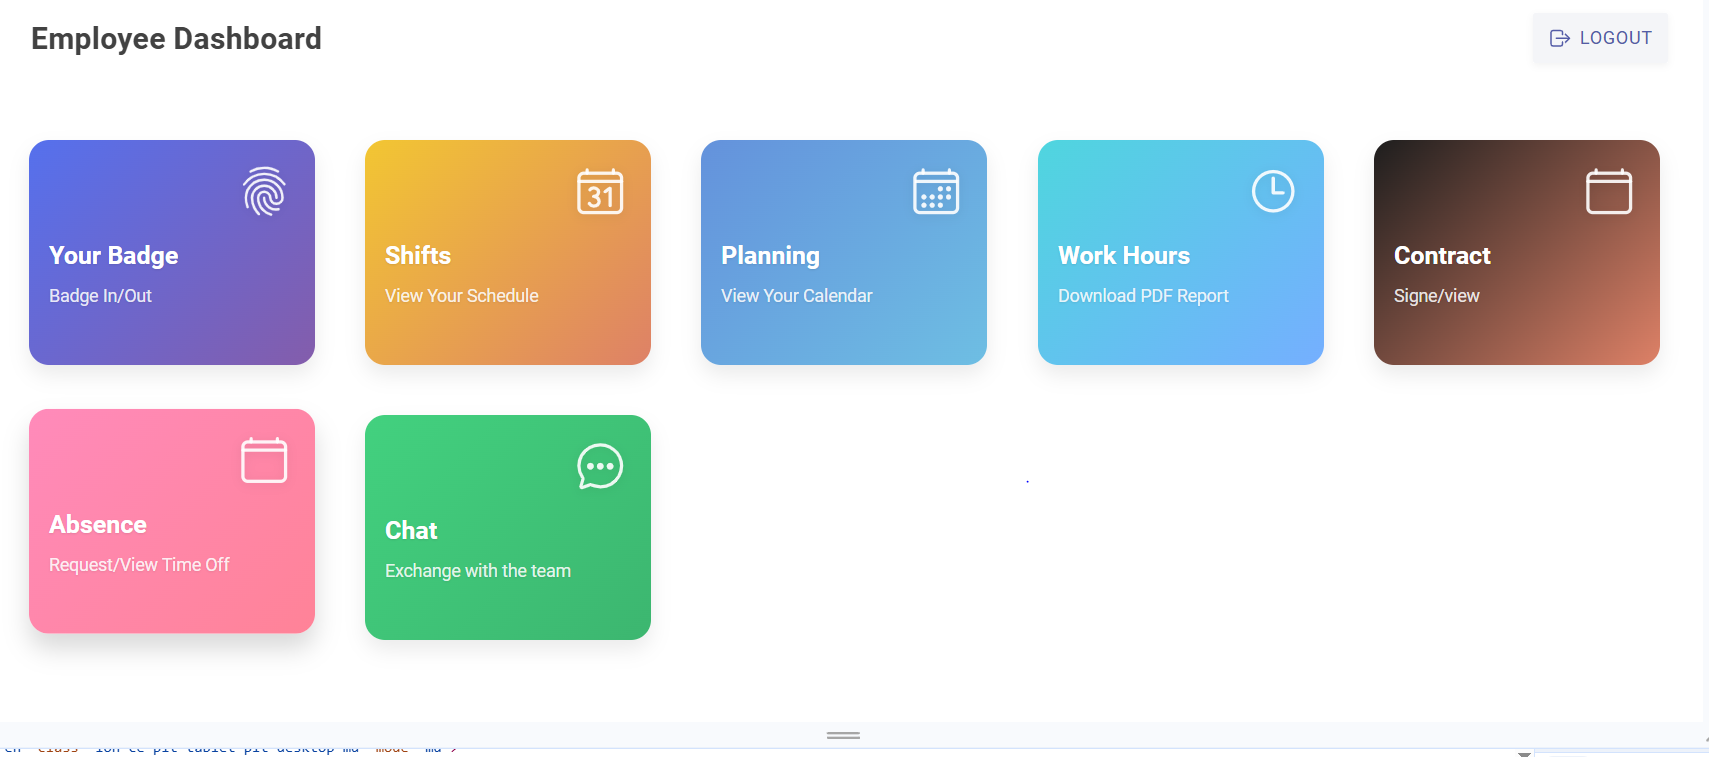 Employee Dashboard
LOGOUT
Your Badge
Badge In/Out
31
Shifts
View Your Schedule
Planning
View Your Calendar
Work Hours
Download PDF Report
Contract
Signe/view
Absence
Request/View Time Off
Chat
Exchange with the team